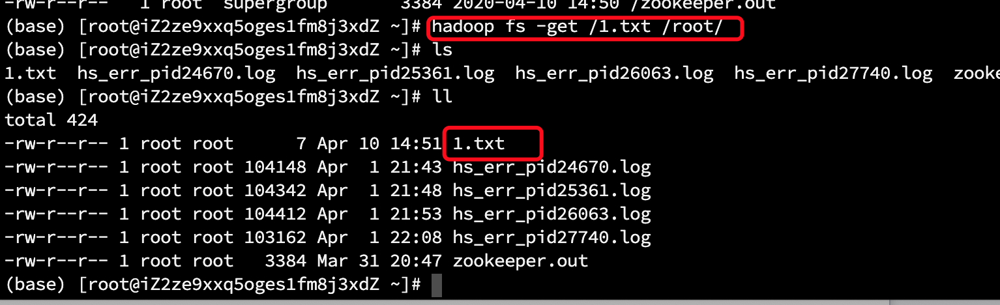 -rw-r--r--   1 root  supergroup       3384 2020-04-10 14:50 /zookeeper.out
(base) [root@iZ2ze9xxq5oges1fm8j3xdZ ~]# hadoop fs -get /1.txt /root/
(base) [root@iZ2ze9xxq5oges1fm8j3xdZ ~]# ls
1.txt  hs_err_pid24670.log  hs_err_pid25361.log  hs_err_pid26063.log  hs_err_pid27740.log  zooke
(base) [root@iZ2ze9xxq5oges1fm8j3xdZ ~]# ll
total 424
-rw-r--r-- 1 root root      7 Apr 10 14:51 1.txt
-rw-r--r-- 1 root root 104148 Apr  1 21:43 hs_err_pid24670.log
-rw-r--r-- 1 root root 104342 Apr  1 21:48 hs_err_pid25361.log
-rw-r--r-- 1 root root 104412 Apr  1 21:53 hs_err_pid26063.log
-rw-r--r-- 1 root root 103162 Apr  1 22:08 hs_err_pid27740.log
-rw-r--r-- 1 root root   3384 Mar 31 20:47 zookeeper.out
(base) [root@iZ2ze9xxq5oges1fm8j3xdZ ~]#